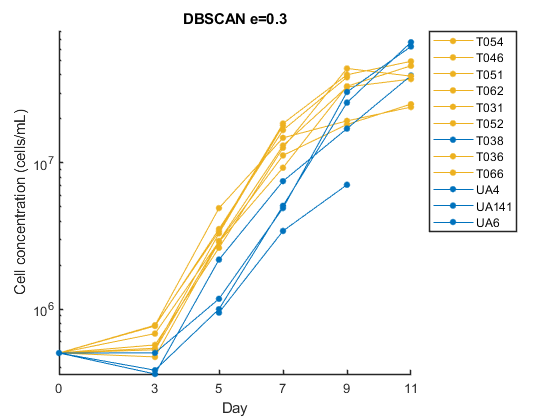 DBSCAN e=0.3
Cell concentration (cells/mL)
10^7
10^6
0 3 5 7 9 11
Day
T054
T046
T051
T062
T031
T052
T038
T036
T066
UA4
UA141
UA6